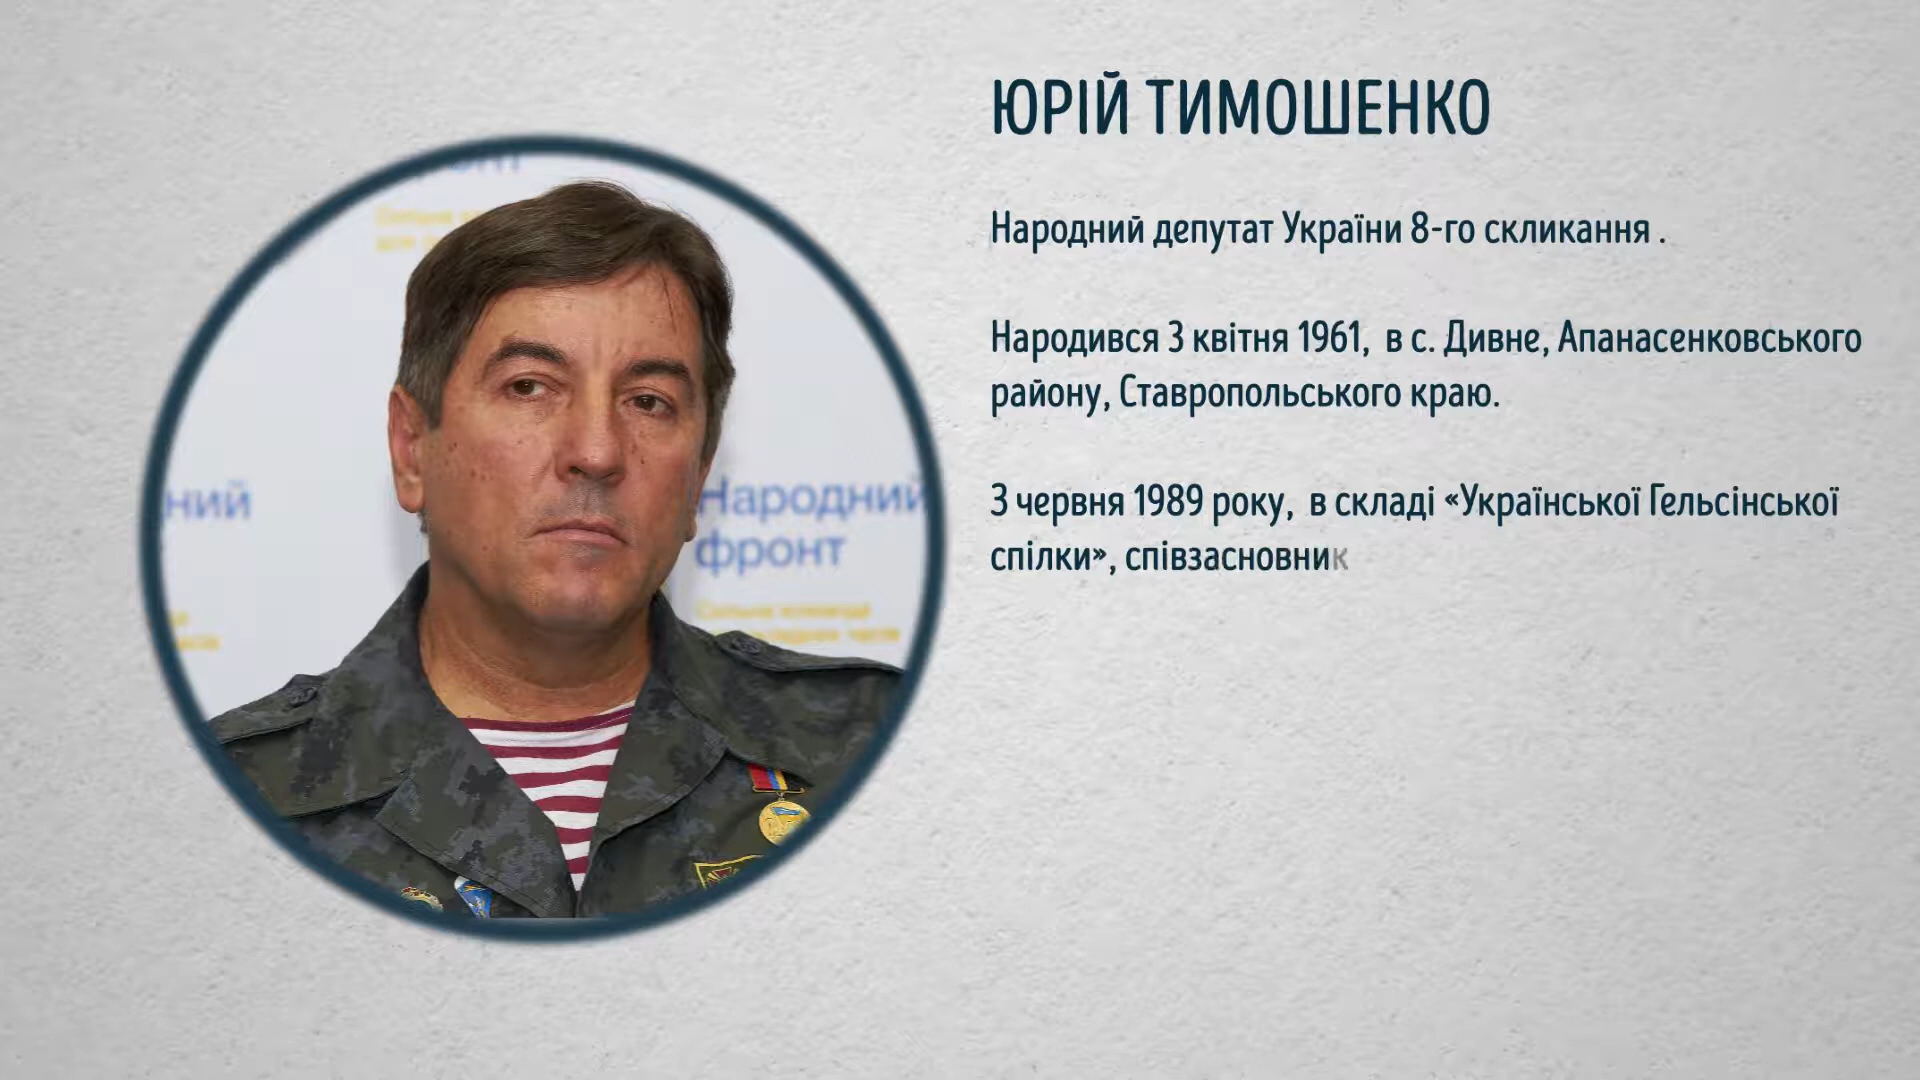 ЮРІЙ ТИМОШЕНКО
Народний депутат України 8-го скликання .
Народився 3 квітня 1961, в с. Дивне, Апанасенковського
району, Ставропольського краю.
З червня 1989 року, в складі «Української Гельсінської
спілки», співзасновник
ний
Народний
фронт